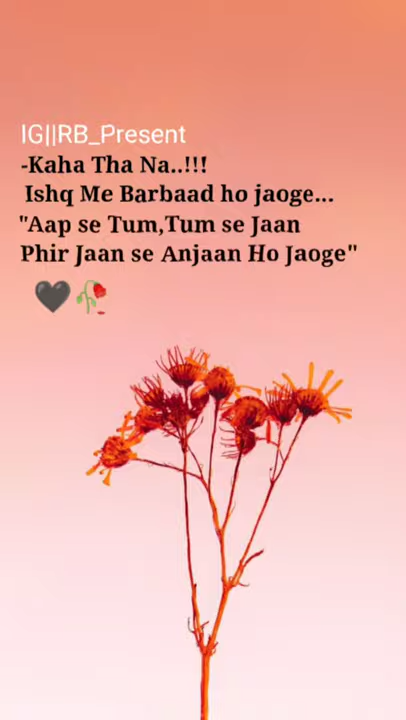 IG||RB_Present
-Kaha Tha Na..!!!
Ishq Me Barbaad ho jaoge...
"Aap se Tum,Tum se Jaan
Phir Jaan se Anjaan Ho Jaoge"
🖤🥀